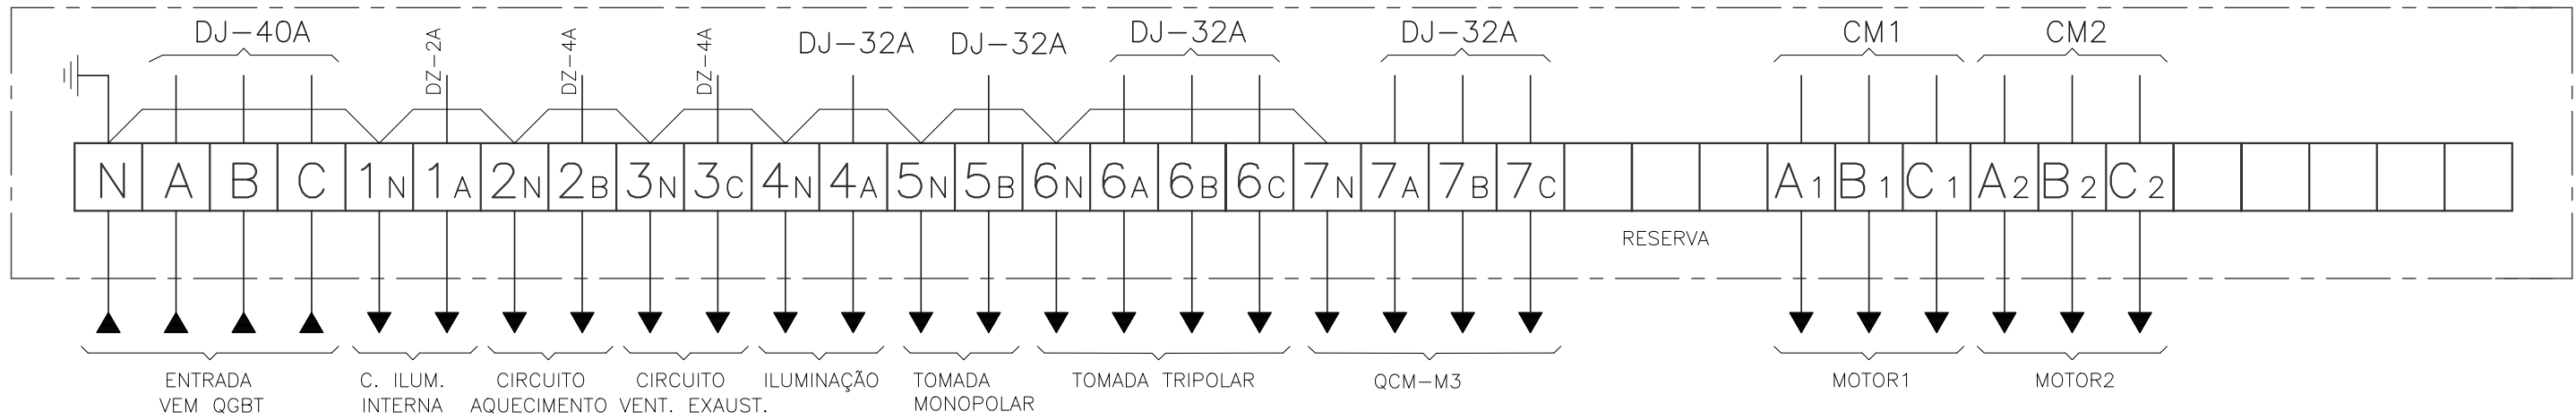 DJ-40A
DZ-2A
DZ-4A
DZ-4A
DJ-32A
DJ-32A
DJ-32A
DJ-32A
CM1
CM2
N A B C 1N 1A 2N 2B 3N 3C 4N 4A 5N 5B 6N 6A 6B 6C 7N 7A 7B 7C A1 B1 C1 A2 B2 C2
RESERVA
ENTRADA
VEM QGBT
C. ILUM.
INTERNA
CIRCUITO
AQUECIMENTO
CIRCUITO
VENT. EXAUST.
ILUMINAÇÃO
TOMADA
MONOPOLAR
TOMADA TRIPOLAR
QCM-M3
MOTOR1
MOTOR2